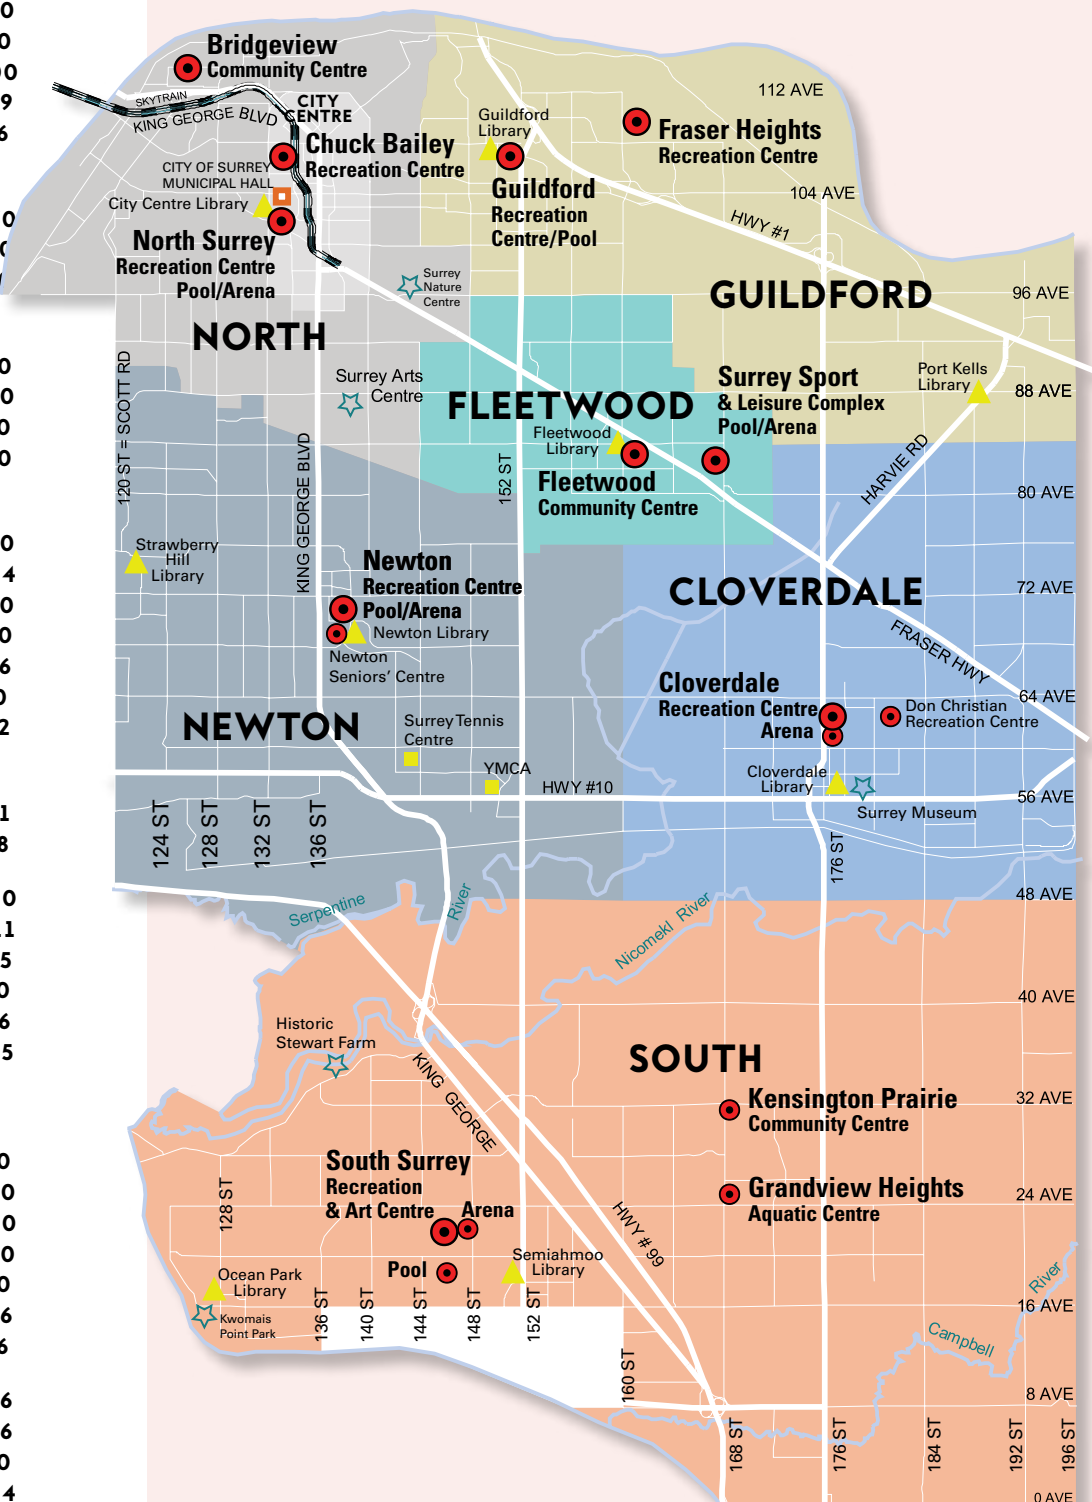 Bridgeview
Community Centre
SKYTRAIN
KING GEORGE BLVD
CITY
CENTRE
Chuck Bailey
Recreation Centre
CITY OF SURREY
MUNICIPAL HALL
City Centre Library
North Surrey
Recreation Centre
Pool/Arena
NORTH
Guildford
Library
Guildford
Recreation
Centre/Pool
Fraser Heights
Recreation Centre
112 AVE
104 AVE
HWY #1
GUILDFORD
96 AVE
Surrey
Nature
Centre
Surrey Arts
Centre
FLEETWOOD
Fleetwood
Library
Fleetwood
Community Centre
Surrey Sport
& Leisure Complex
Pool/Arena
Port Kells
Library
88 AVE
HARVIE RD
80 AVE
120 ST = SCOTT RD
KING GEORGE BLVD
152 ST
Strawberry
Hill
Library
Newton
Recreation Centre
Pool/Arena
Newton Library
Newton
Seniors’ Centre
NEWTON
Surrey Tennis
Centre
YMCA
HWY #10
CLOVERDALE
72 AVE
FRASER HWY
64 AVE
Cloverdale
Recreation Centre
Arena
Don Christian
Recreation Centre
Cloverdale
Library
Surrey Museum
56 AVE
124 ST
128 ST
132 ST
136 ST
176 ST
48 AVE
Serpentine
River
Nicomekl River
40 AVE
Historic
Stewart Farm
KING GEORGE
SOUTH
Kensington Prairie
Community Centre
32 AVE
Grandview Heights
Aquatic Centre
24 AVE
South Surrey
Recreation
& Art Centre
Arena
Pool
128 ST
HWY # 99
Semiahmoo
Library
Ocean Park
Library
Kwomais
Point Park
136 ST
140 ST
144 ST
148 ST
152 ST
160 ST
16 AVE
Campbell
River
8 AVE
168 ST
176 ST
184 ST
192 ST
196 ST
0 AVE